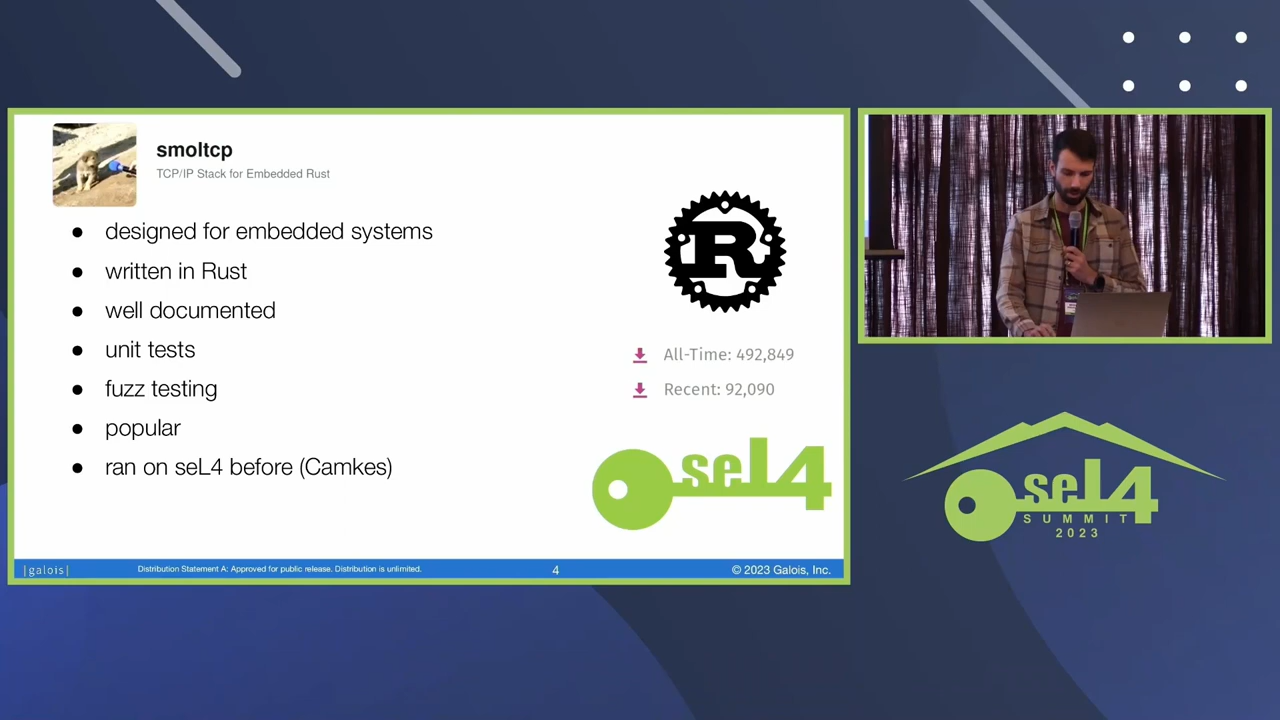 smoltcp
TCP/IP Stack for Embedded Rust
● designed for embedded systems
● written in Rust
● well documented
● unit tests
● fuzz testing
● popular
● ran on seL4 before (Camkes)
R
All-Time: 492,849
Recent: 92,090
seL4
|galois|
Distribution Statement A: Approved for public release. Distribution is unlimited.
4
© 2023 Galois, Inc.
seL4
SUMMIT
2023